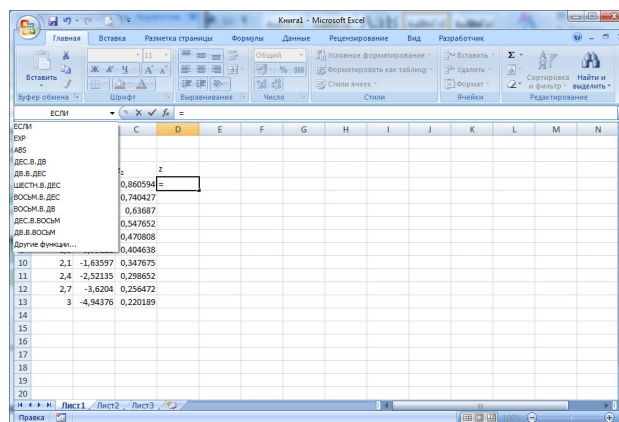 Книга1 - Microsoft Excel
Главная Вставка Разметка страницы Формулы Данные Рецензирование Вид Разработчик
Вставить Ж К Ч 11 Общий % 000 Условное форматирование Форматировать как таблицу Стили ячеек Вставить Удалить Формат Σ Сортировка и фильтр Найти и выделить
Буфер обмена Шрифт Выравнивание Число Стили Ячейки Редактирование
ЕСЛИ =
C D E F G H I J K L M N
ЕСЛИ
EXP
ABS
ДЕС.В.ДВ z
ДВ.В.ДЕС
ШЕСТН.В.ДЕС 0,860594 =
ВОСЬМ.В.ДЕС 0,740427
ВОСЬМ.В.ДВ 0,63687
ДЕС.В.ВОСЬМ 0,547652
ДВ.В.ВОСЬМ 0,470808
Другие функции... 0,404638
10 2,1 -1,63597 0,347675
11 2,4 -2,52135 0,298652
12 2,7 -3,6204 0,256472
13 3 -4,94376 0,220189
14
15
16
17
18
19
20
Лист1 Лист2 Лист3
Правка 100%